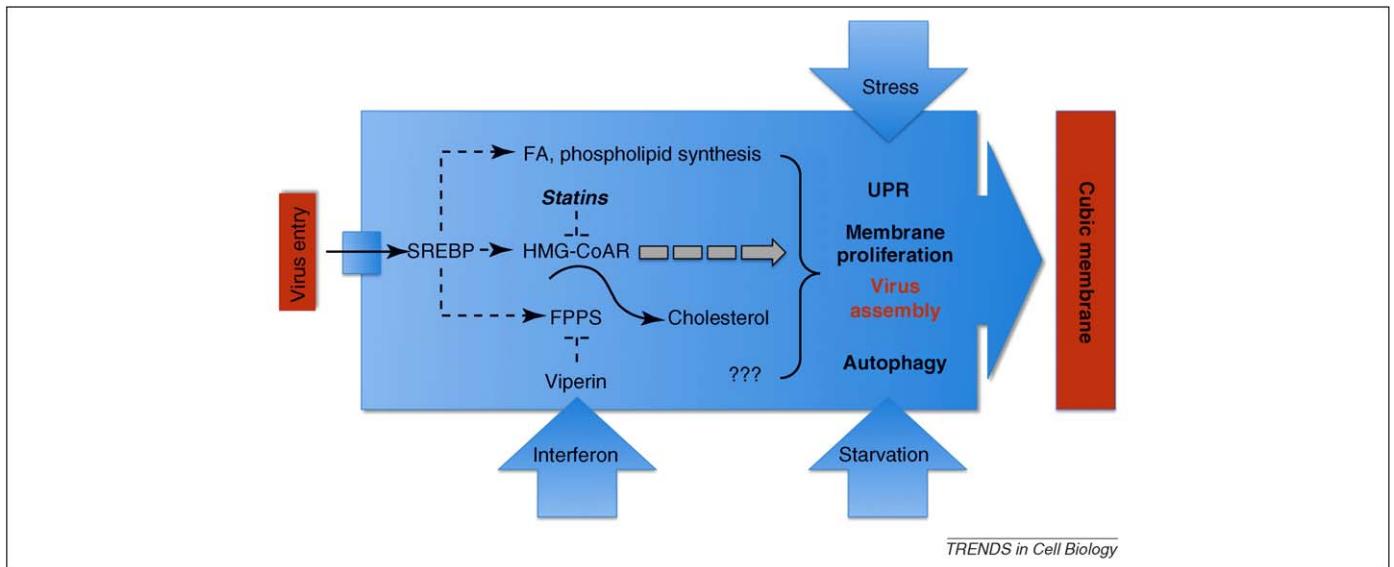 Stress
FA, phospholipid synthesis
UPR
Statins
Virus entry
SREBP
HMG-CoAR
Membrane
proliferation
Virus
assembly
Cubic membrane
FPPS
Cholesterol
Viperin
???
Autophagy
Interferon
Starvation
TRENDS in Cell Biology